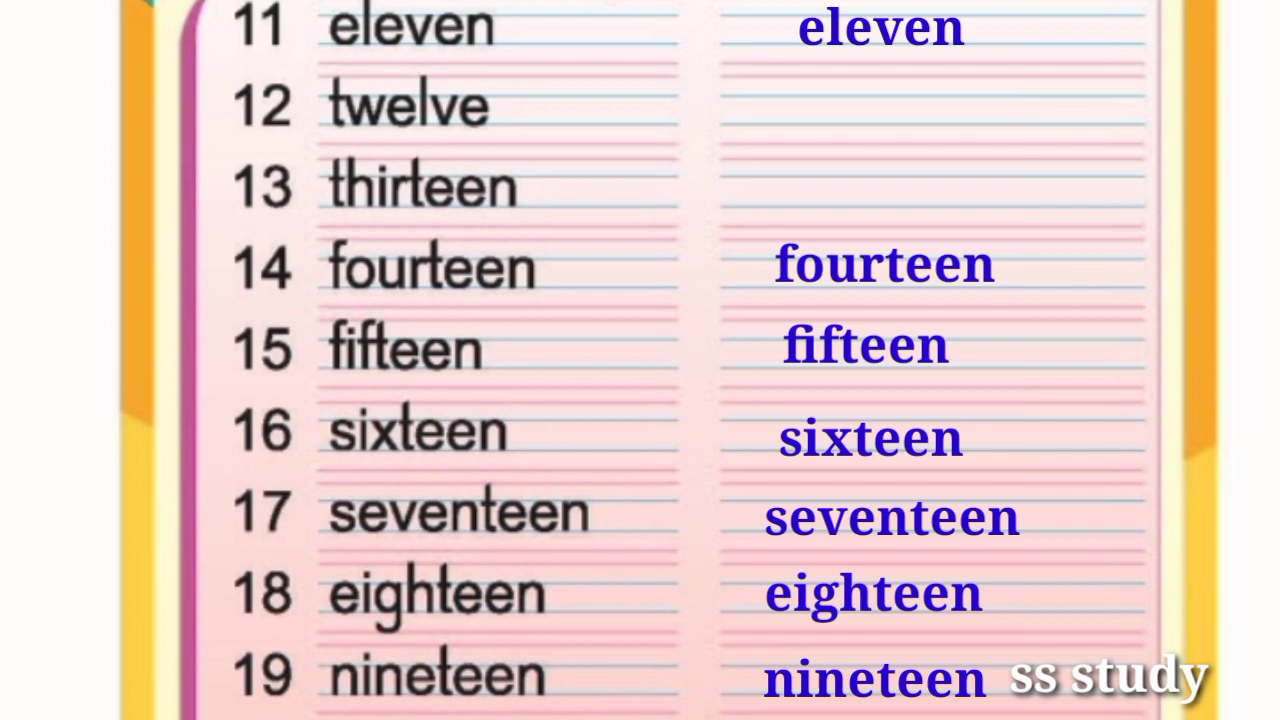 11 eleven eleven
12 twelve
13 thirteen
14 fourteen fourteen
15 fifteen fifteen
16 sixteen sixteen
17 seventeen seventeen
18 eighteen eighteen
19 nineteen nineteen
ss study